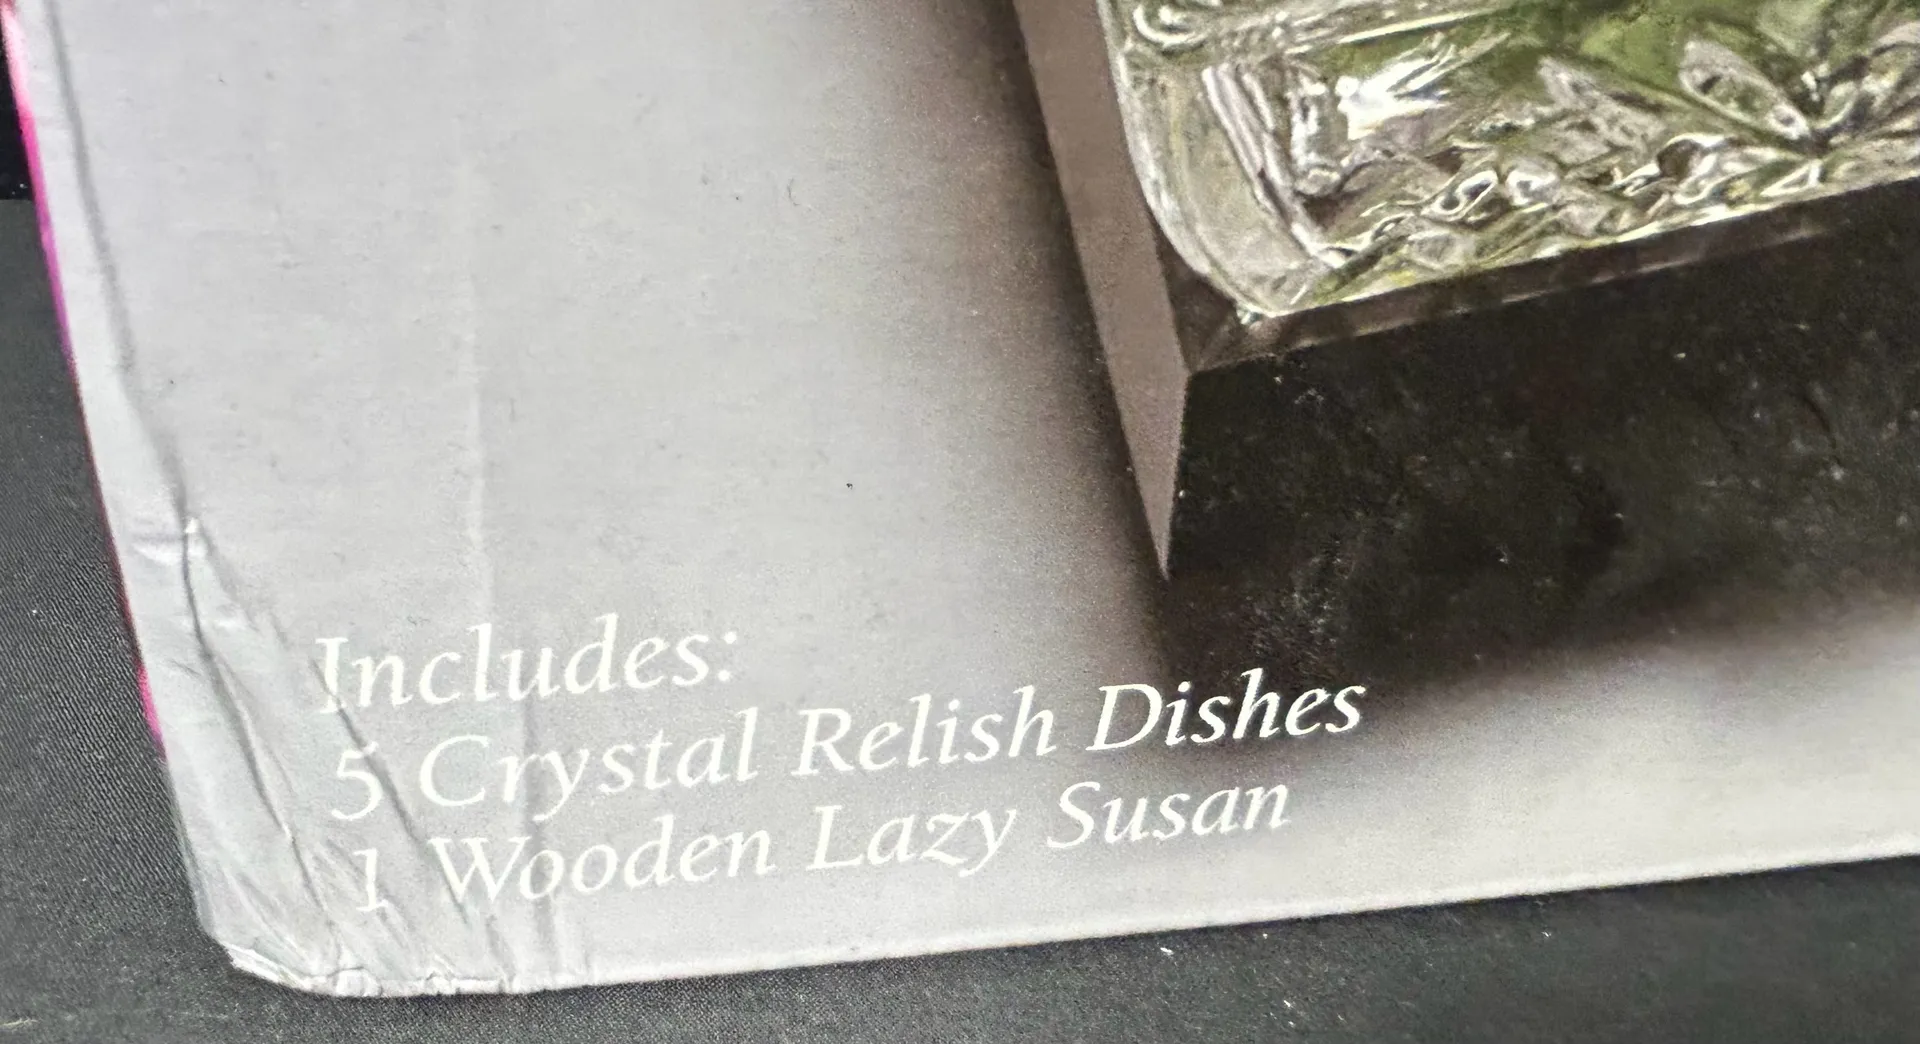 Includes:
5 Crystal Relish Dishes
1 Wooden Lazy Susan